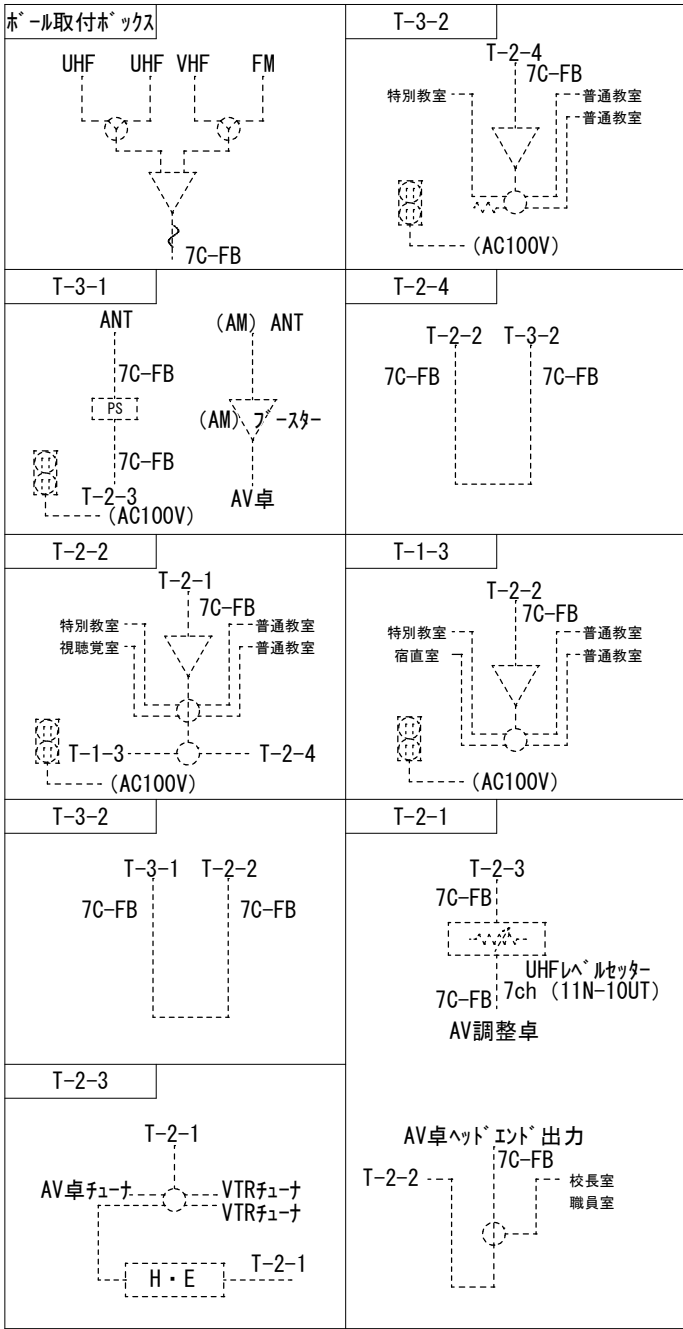 ポール取付ボックス
UHF UHF VHF FM
7C-FB
T-3-2
T-2-4
7C-FB
特別教室 普通教室
普通教室
(AC100V)
T-3-1
ANT
7C-FB
PS
7C-FB
T-2-3
(AC100V)
(AM) ANT
(AM) ブースター
AV卓
T-2-4
T-2-2 T-3-2
7C-FB 7C-FB
T-2-2
T-2-1
7C-FB
特別教室 普通教室
視聴覚室 普通教室
T-1-3 T-2-4
(AC100V)
T-1-3
T-2-2
7C-FB
特別教室 普通教室
宿直室 普通教室
(AC100V)
T-3-2
T-3-1 T-2-2
7C-FB 7C-FB
T-2-1
T-2-3
7C-FB
UHFレベルセッター
7C-FB 7ch (11N-10UT)
AV調整卓
T-2-3
T-2-1
AV卓チューナ VTRチューナ
VTRチューナ
H・E T-2-1
AV卓ヘッドエンド出力
7C-FB
T-2-2 校長室
職員室